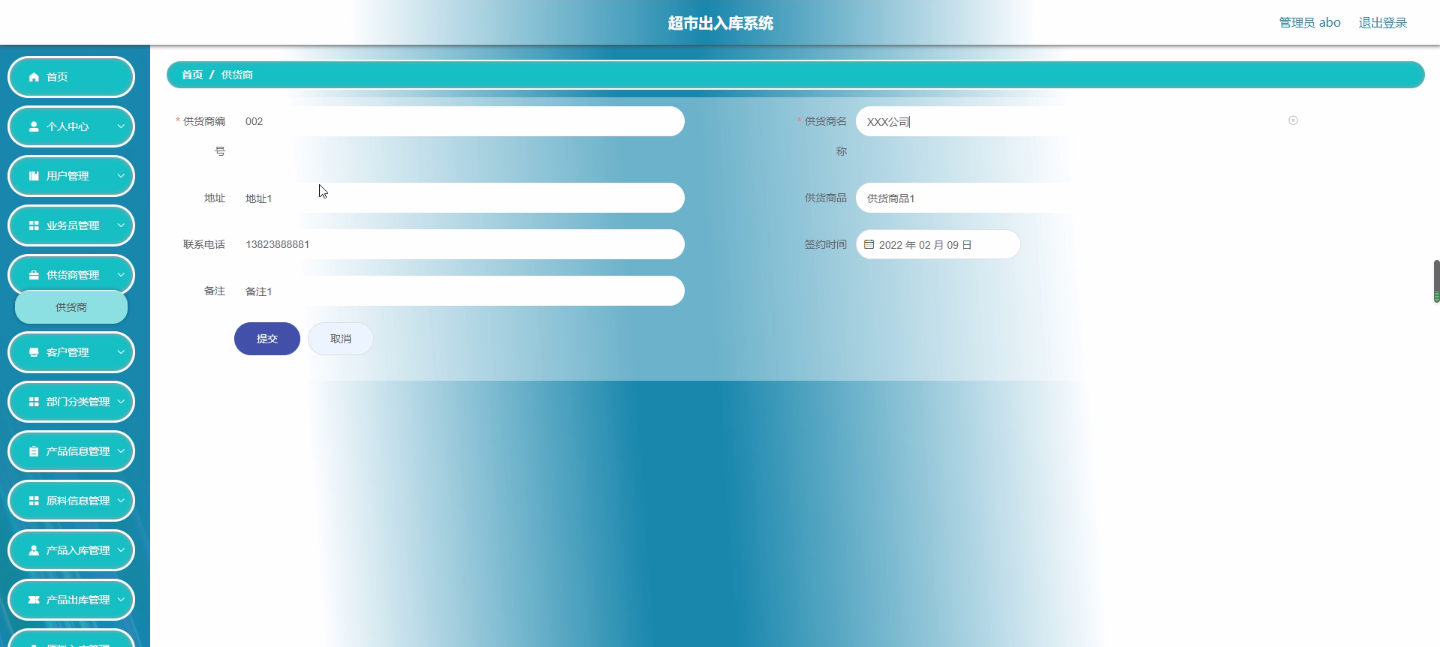 超市出入库系统
管理员 abo
退出登录
首页
个人中心
用户管理
业务员管理
供货商管理
供货商
客户管理
部门分类管理
产品信息管理
原料信息管理
产品入库管理
产品出库管理
首页 / 供货商
* 供货商编号
002
* 供货商名称
XXX公司
地址
地址1
供货商品
供货商品1
联系电话
13823888881
签约时间
2022 年 02 月 09 日
备注
备注1
提交
取消